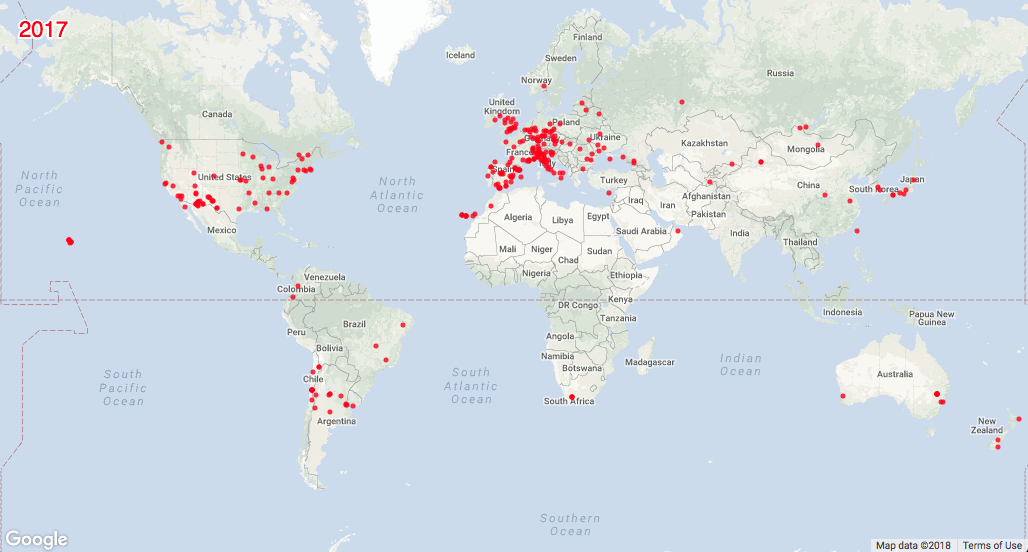 2017
Iceland
Finland
Sweden
Russia
Norway
Canada
United
Kingdom
Poland
Ukraine
France
Kazakhstan
Mongolia
North
Pacific
Ocean
United States
North
Atlantic
Ocean
Spain
Italy
Turkey
China
South Korea
Japan
Iraq
Iran
Afghanistan
Pakistan
Algeria
Libya
Egypt
Saudi Arabia
India
Mexico
Mali
Niger
Sudan
Chad
Thailand
Venezuela
Nigeria
Ethiopia
Colombia
Kenya
DR Congo
Indonesia
Papua New
Guinea
Tanzania
Brazil
Peru
Angola
Bolivia
Namibia
Botswana
Madagascar
Indian
Ocean
South
Pacific
Ocean
Chile
South
Atlantic
Ocean
Australia
South Africa
Argentina
New
Zealand
Southern
Ocean
Google
Map data ©2018
Terms of Use